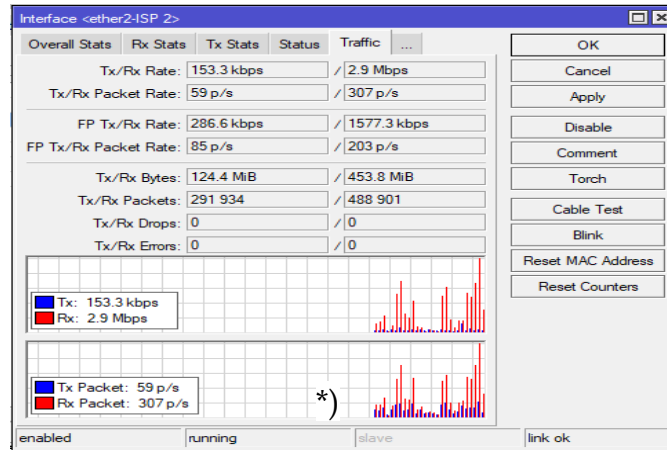 Interface <ether2-ISP 2>
Overall Stats Rx Stats Tx Stats Status Traffic ...
OK
Tx/Rx Rate: 153.3 kbps / 2.9 Mbps
Cancel
Tx/Rx Packet Rate: 59 p/s / 307 p/s
Apply
FP Tx/Rx Rate: 286.6 kbps / 1577.3 kbps
Disable
FP Tx/Rx Packet Rate: 85 p/s / 203 p/s
Comment
Tx/Rx Bytes: 124.4 MiB / 453.8 MiB
Torch
Tx/Rx Packets: 291 934 / 488 901
Cable Test
Tx/Rx Drops: 0 / 0
Blink
Tx/Rx Errors: 0 / 0
Reset MAC Address
Reset Counters
Tx: 153.3 kbps
Rx: 2.9 Mbps
Tx Packet: 59 p/s
Rx Packet: 307 p/s
*)
enabled running slave link ok